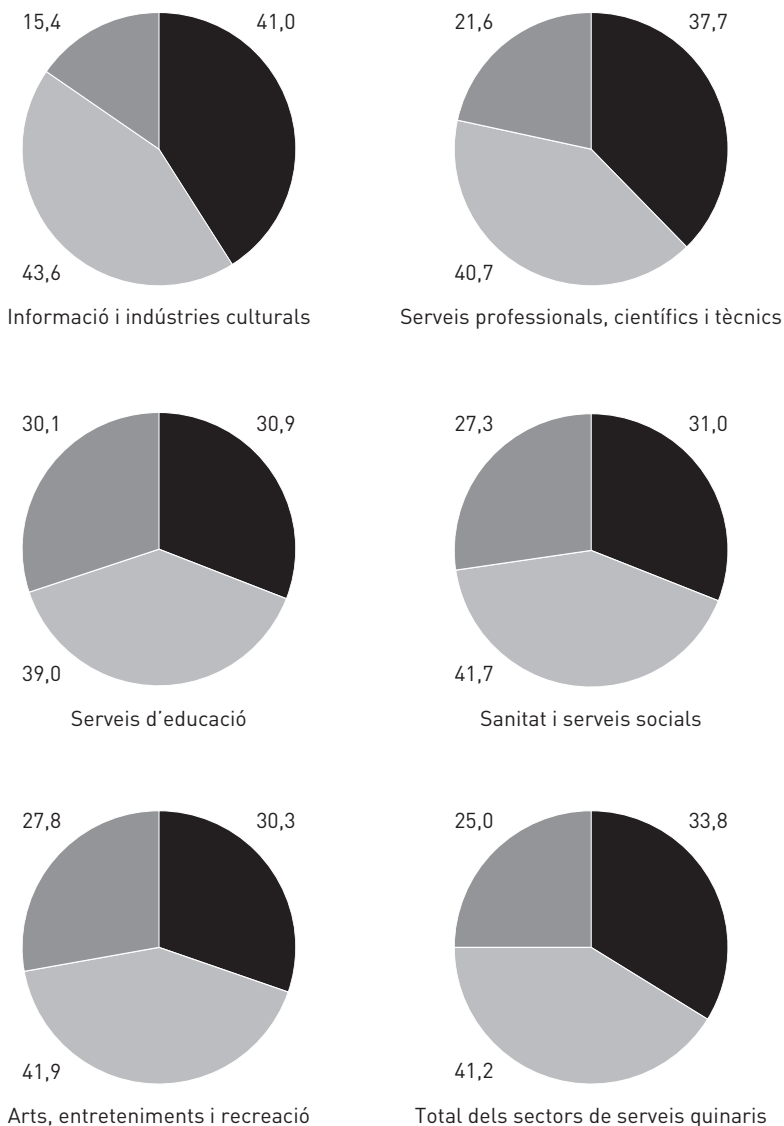 15,4 41,0 21,6 37,7
43,6 40,7
Informació i indústries culturals Serveis professionals, científics i tècnics
30,1 30,9 27,3 31,0
39,0 41,7
Serveis d’educació Sanitat i serveis socials
27,8 30,3 25,0 33,8
41,9 41,2
Arts, entreteniments i recreació Total dels sectors de serveis quinaris